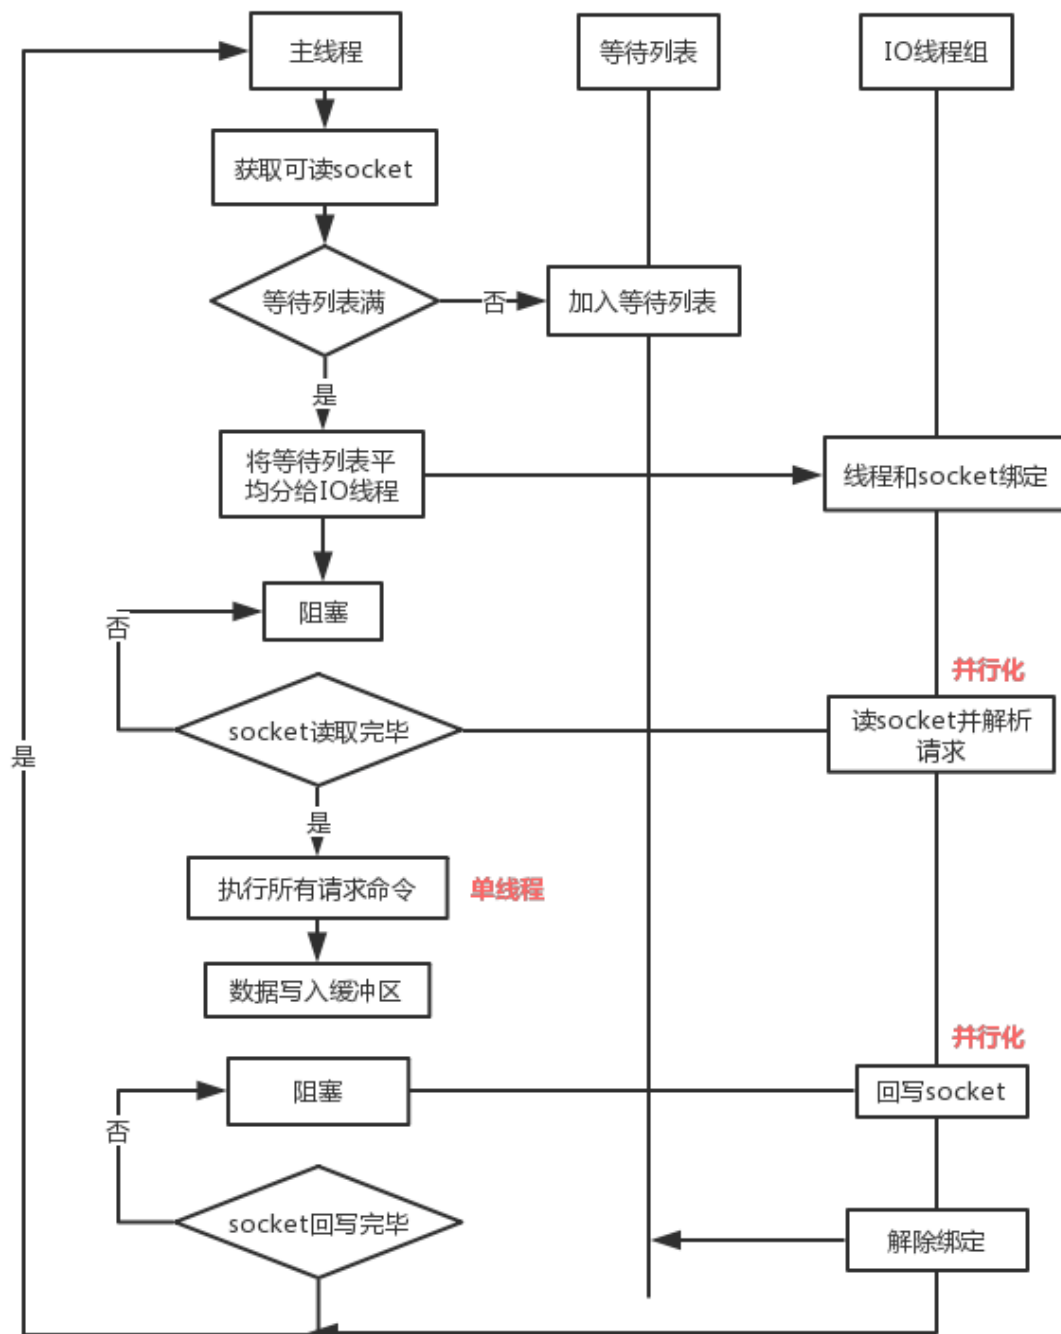 主线程
等待列表
IO线程组
获取可读socket
等待列表满
否
加入等待列表
是
将等待列表平
均分给IO线程
线程和socket绑定
阻塞
否
并行化
socket读取完毕
读socket并解析
请求
是
是
执行所有请求命令
单线程
数据写入缓冲区
并行化
阻塞
回写socket
否
socket回写完毕
解除绑定